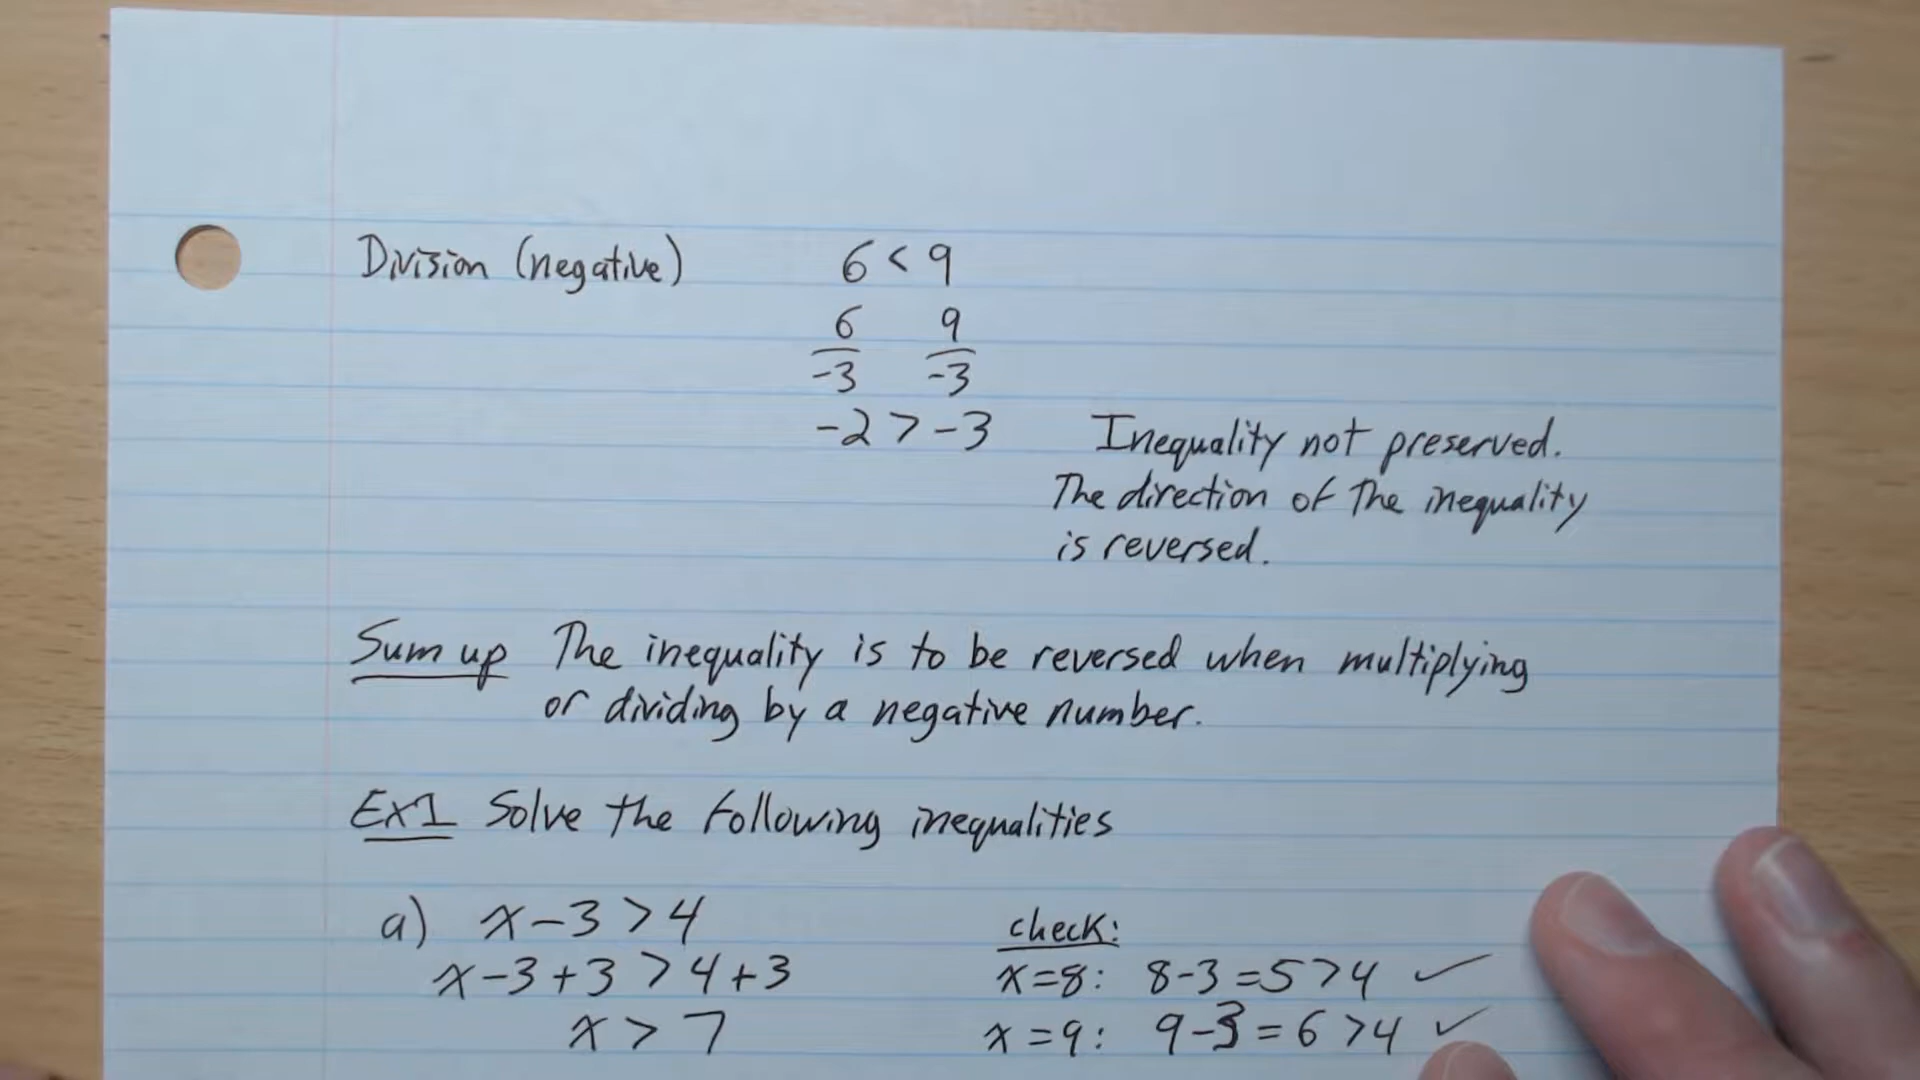 Division (negative) 6 < 9
6 9
-3 -3
-2 > -3 Inequality not preserved.
The direction of the inequality
is reversed.
Sum up The inequality is to be reversed when multiplying
or dividing by a negative number.
Ex1 Solve the following inequalities
a) x-3 > 4 check:
x-3+3 > 4+3 x=8: 8-3=5>4 ✓
x > 7 x=9: 9-3=6>4 ✓